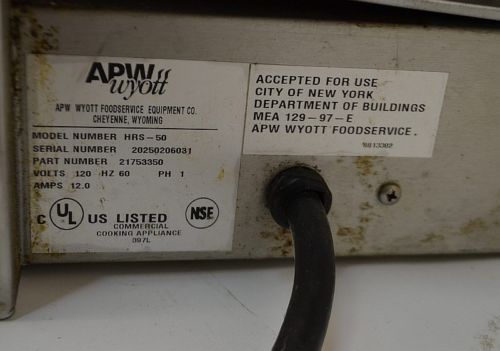 APW
wyott
APW WYOTT FOODSERVICE EQUIPMENT CO.
CHEYENNE, WYOMING
MODEL NUMBER HRS-50
SERIAL NUMBER 20250206031
PART NUMBER 21753350
VOLTS 120 HZ 60 PH 1
AMPS 12.0
C UL US LISTED NSF
COMMERCIAL
COOKING APPLIANCE
097L
ACCEPTED FOR USE
CITY OF NEW YORK
DEPARTMENT OF BUILDINGS
MEA 129-97-E
APW WYOTT FOODSERVICE.